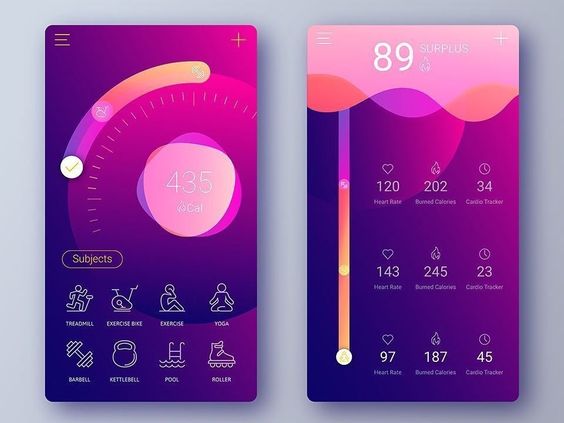 435
Cal
Subjects
TREADMILL EXERCISE BIKE EXERCISE YOGA
BARBELL KETTLEBELL POOL ROLLER
89 SURPLUS
120 202 34
Heart Rate Burned Calories Cardio Tracker
143 245 23
Heart Rate Burned Calories Cardio Tracker
97 187 45
Heart Rate Burned Calories Cardio Tracker